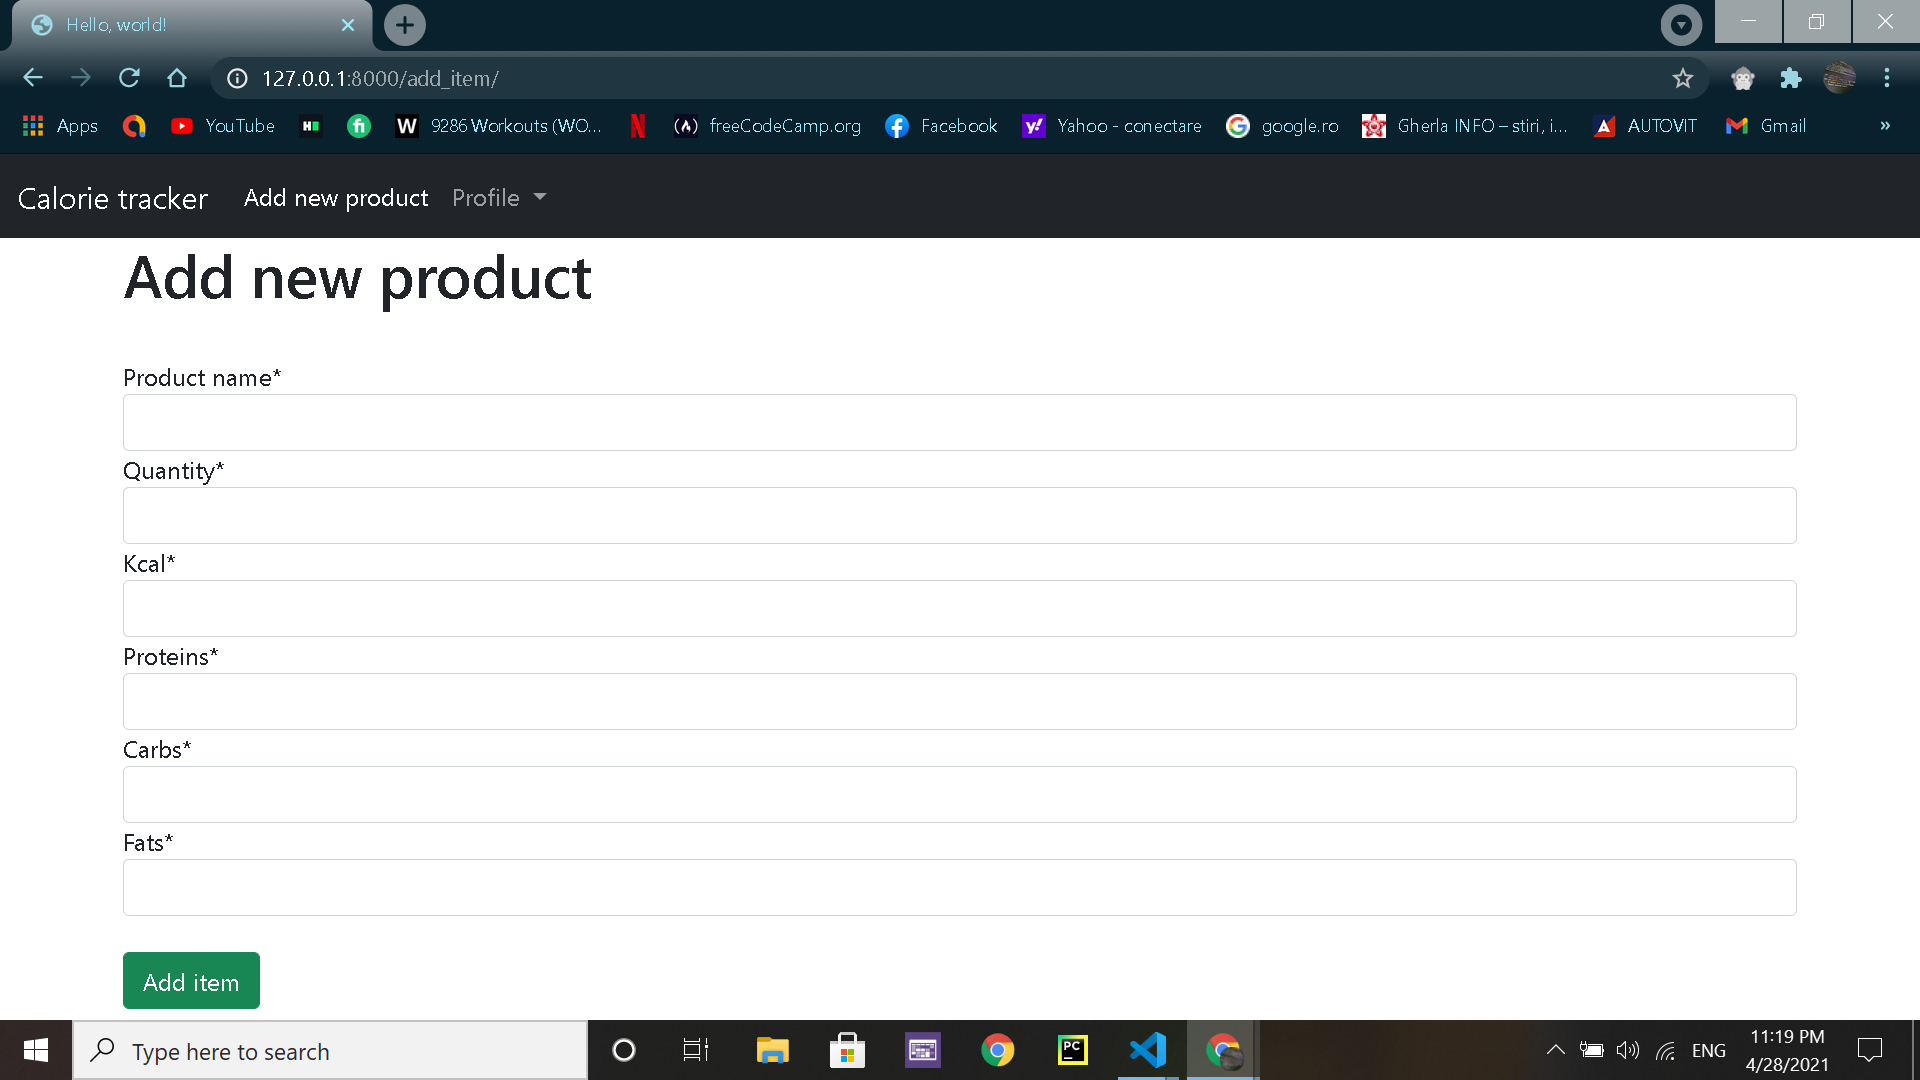 Hello, world!
127.0.0.1:8000/add_item/
Apps YouTube 9286 Workouts (WO... freeCodeCamp.org Facebook Yahoo - conectare google.ro Gherla INFO – stiri, i... AUTOVIT Gmail »
Calorie tracker Add new product Profile
Add new product
Product name*
Quantity*
Kcal*
Proteins*
Carbs*
Fats*
Add item
Type here to search
PC
ENG
11:19 PM
4/28/2021